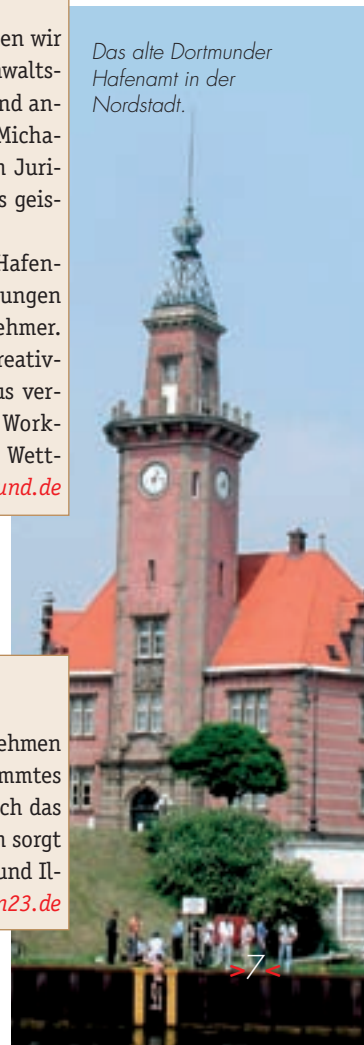 en wir
walts-
nd an-
Micha-
n Juri-
s geis-
Hafen-
ungen
ehmer.
reativ-
us ver-
Work-
Wett-
und.de
ehmen
mmtes
ch das
n sorgt
und Il-
n23.de
Das alte Dortmunder
Hafenamt in der
Nordstadt.
>7<